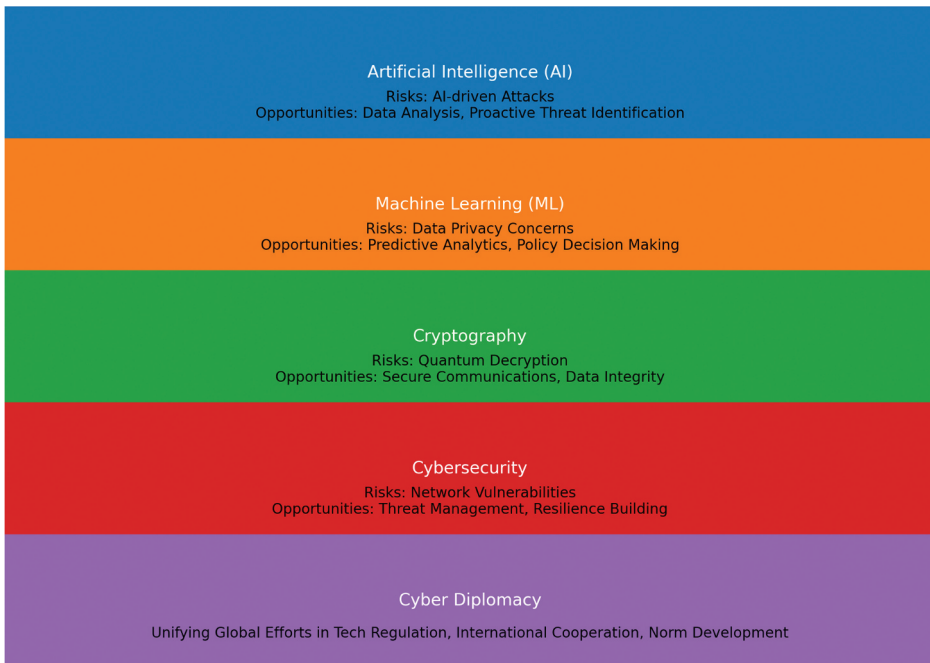 Artificial Intelligence (AI)
Risks: AI-driven Attacks
Opportunities: Data Analysis, Proactive Threat Identification
Machine Learning (ML)
Risks: Data Privacy Concerns
Opportunities: Predictive Analytics, Policy Decision Making
Cryptography
Risks: Quantum Decryption
Opportunities: Secure Communications, Data Integrity
Cybersecurity
Risks: Network Vulnerabilities
Opportunities: Threat Management, Resilience Building
Cyber Diplomacy
Unifying Global Efforts in Tech Regulation, International Cooperation, Norm Development